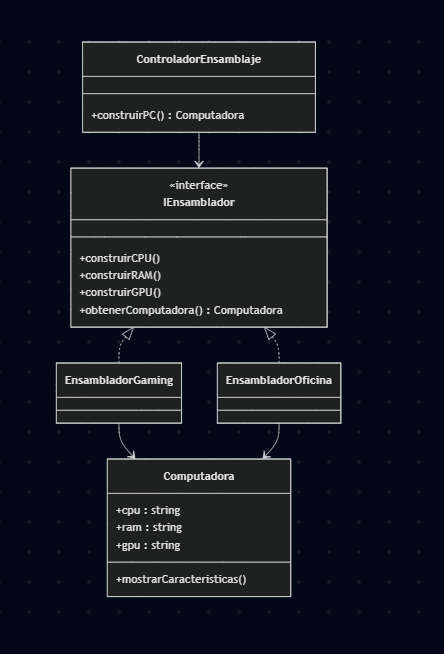 ControladorEnsamblaje
+construirPC() : Computadora
«interface»
IEnsamblador
+construirCPU()
+construirRAM()
+construirGPU()
+obtenerComputadora() : Computadora
EnsambladorGaming
EnsambladorOficina
Computadora
+cpu : string
+ram : string
+gpu : string
+mostrarCaracteristicas()